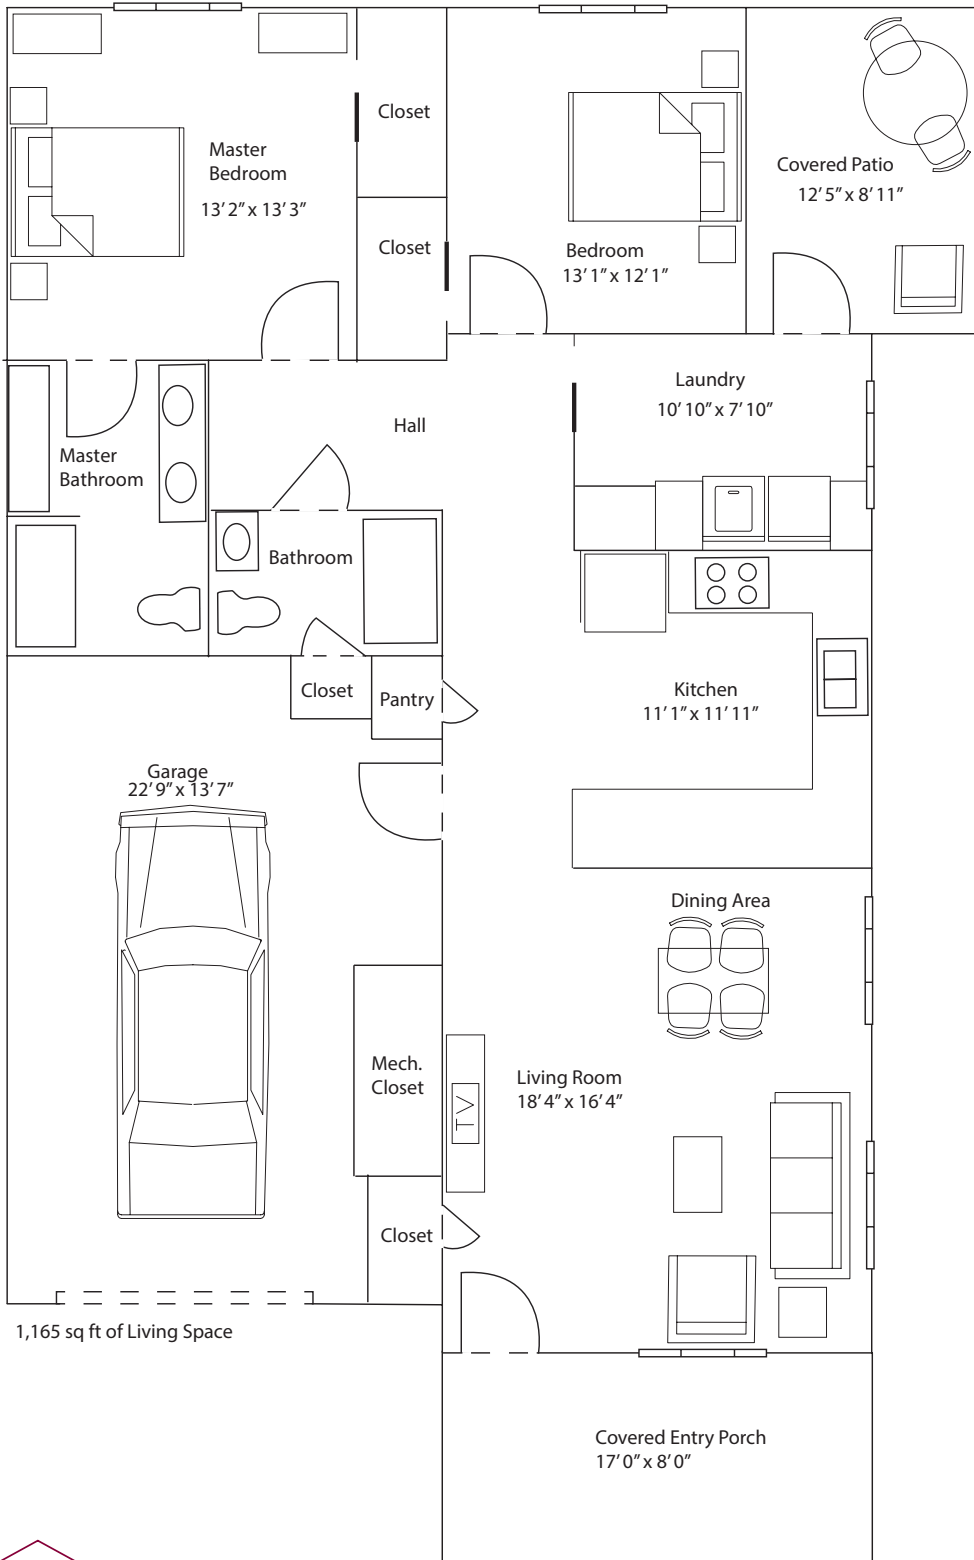 Closet
Master
Bedroom
13'2" x 13'3"
Covered Patio
12'5" x 8'11"
Closet
Bedroom
13'1" x 12'1"
Laundry
10'10" x 7'10"
Hall
Master
Bathroom
Bathroom
Closet
Pantry
Kitchen
11'1" x 11'11"
Garage
22'9" x 13'7"
Dining Area
Mech.
Closet
Living Room
18'4" x 16'4"
TV
Closet
1,165 sq ft of Living Space
Covered Entry Porch
17'0" x 8'0"